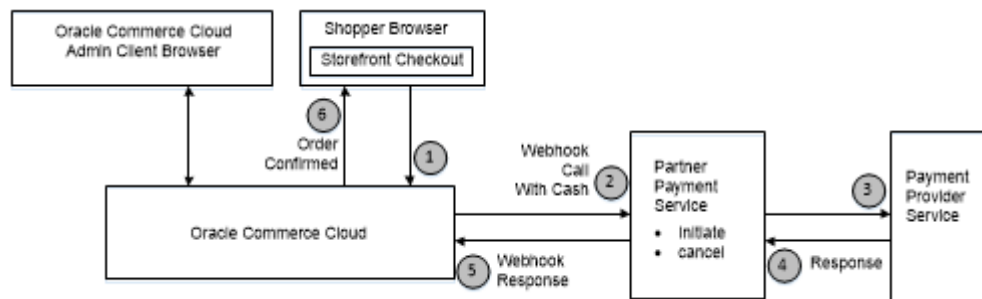 Oracle Commerce Cloud
Admin Client Browser
Shopper Browser
Storefront Checkout
6
Order
Confirmed
1
Webhook
Call
With Cash
2
Partner
Payment
Service
• Initiate
• cancel
3
Payment
Provider
Service
Oracle Commerce Cloud
5
Webhook
Response
4
Response